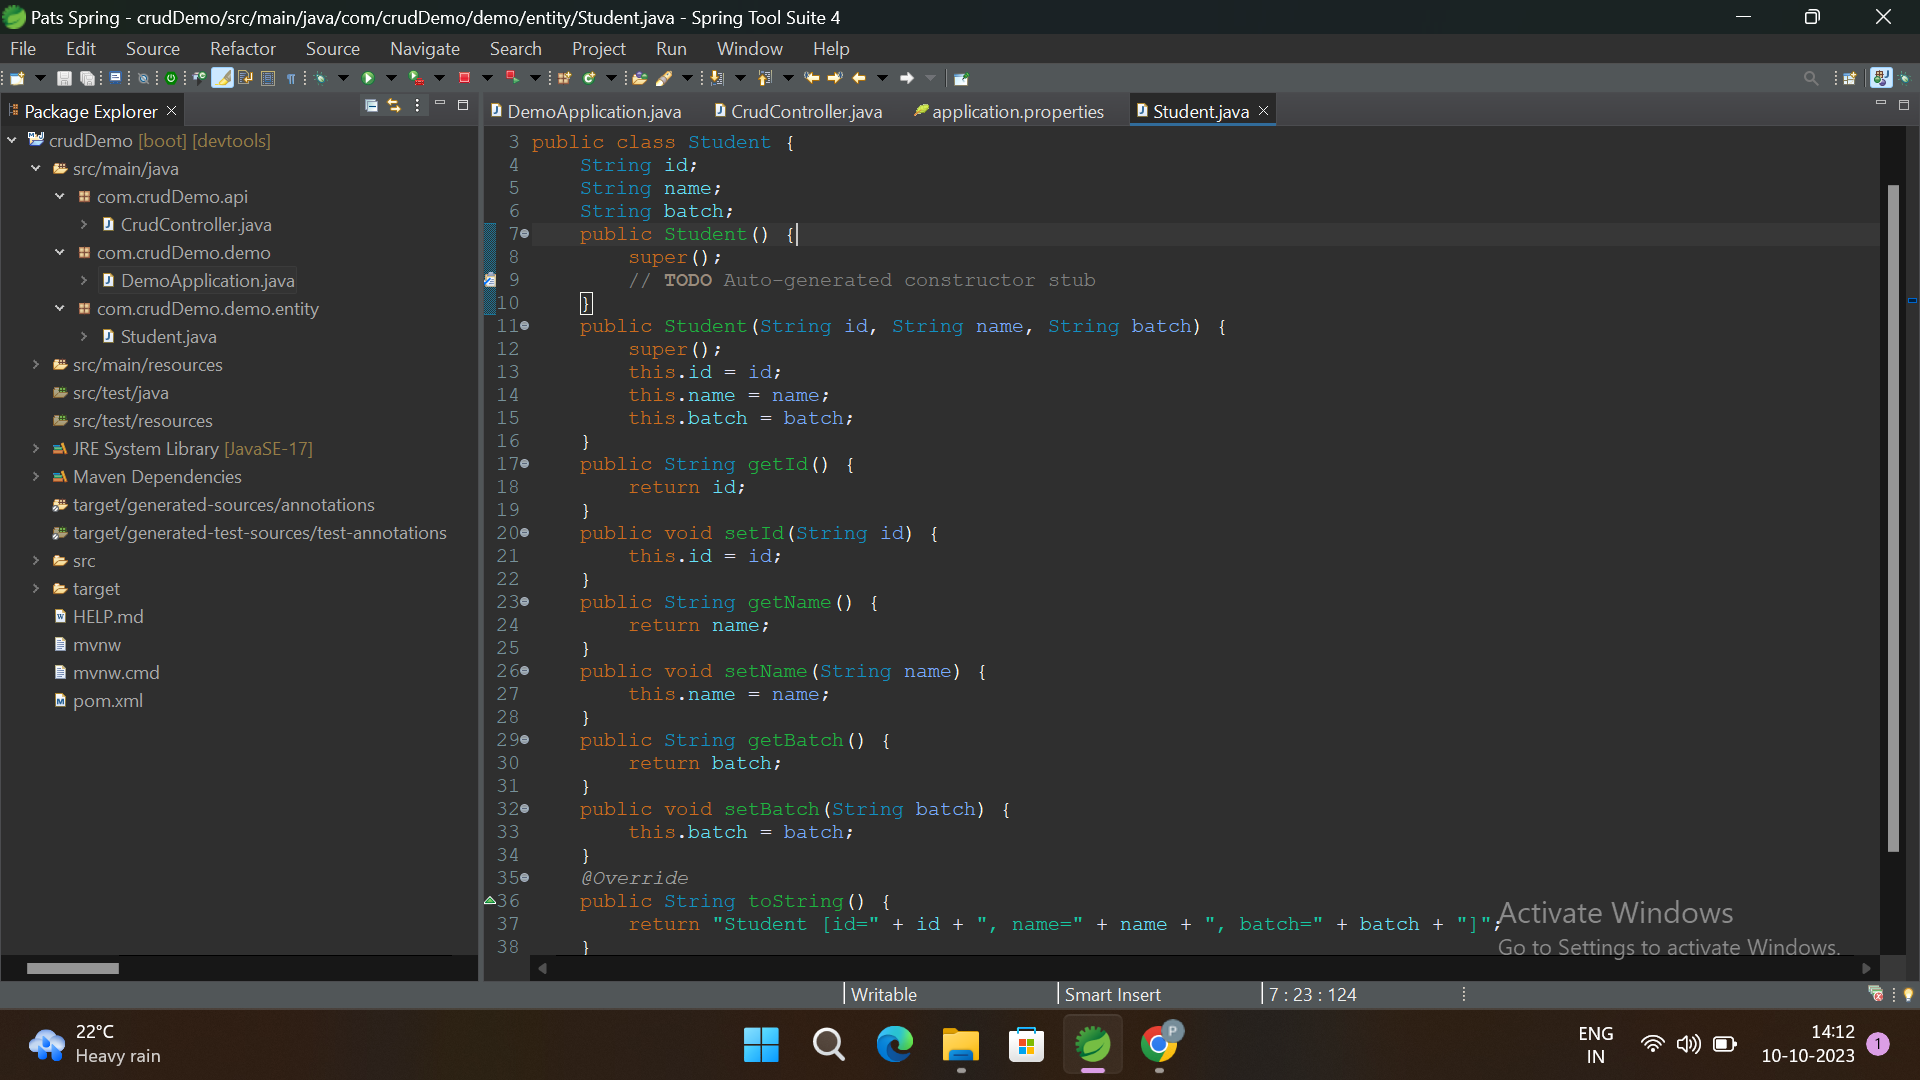 Pats Spring - crudDemo/src/main/java/com/crudDemo/demo/entity/Student.java - Spring Tool Suite 4
File Edit Source Refactor Source Navigate Search Project Run Window Help
Package Explorer
DemoApplication.java CrudController.java application.properties Student.java
crudDemo [boot] [devtools]
src/main/java
com.crudDemo.api
CrudController.java
com.crudDemo.demo
DemoApplication.java
com.crudDemo.demo.entity
Student.java
src/main/resources
src/test/java
src/test/resources
JRE System Library [JavaSE-17]
Maven Dependencies
target/generated-sources/annotations
target/generated-test-sources/test-annotations
src
target
HELP.md
mvnw
mvnw.cmd
pom.xml
3 public class Student {
4 String id;
5 String name;
6 String batch;
7 public Student() {
8 super();
9 // TODO Auto-generated constructor stub
10 }
11 public Student(String id, String name, String batch) {
12 super();
13 this.id = id;
14 this.name = name;
15 this.batch = batch;
16 }
17 public String getId() {
18 return id;
19 }
20 public void setId(String id) {
21 this.id = id;
22 }
23 public String getName() {
24 return name;
25 }
26 public void setName(String name) {
27 this.name = name;
28 }
29 public String getBatch() {
30 return batch;
31 }
32 public void setBatch(String batch) {
33 this.batch = batch;
34 }
35 @Override
36 public String toString() {
37 return "Student [id=" + id + ", name=" + name + ", batch=" + batch + "]";
38 }
Activate Windows
Go to Settings to activate Windows.
Writable Smart Insert 7 : 23 : 124
22°C
Heavy rain
P
ENG
IN
14:12
10-10-2023
1